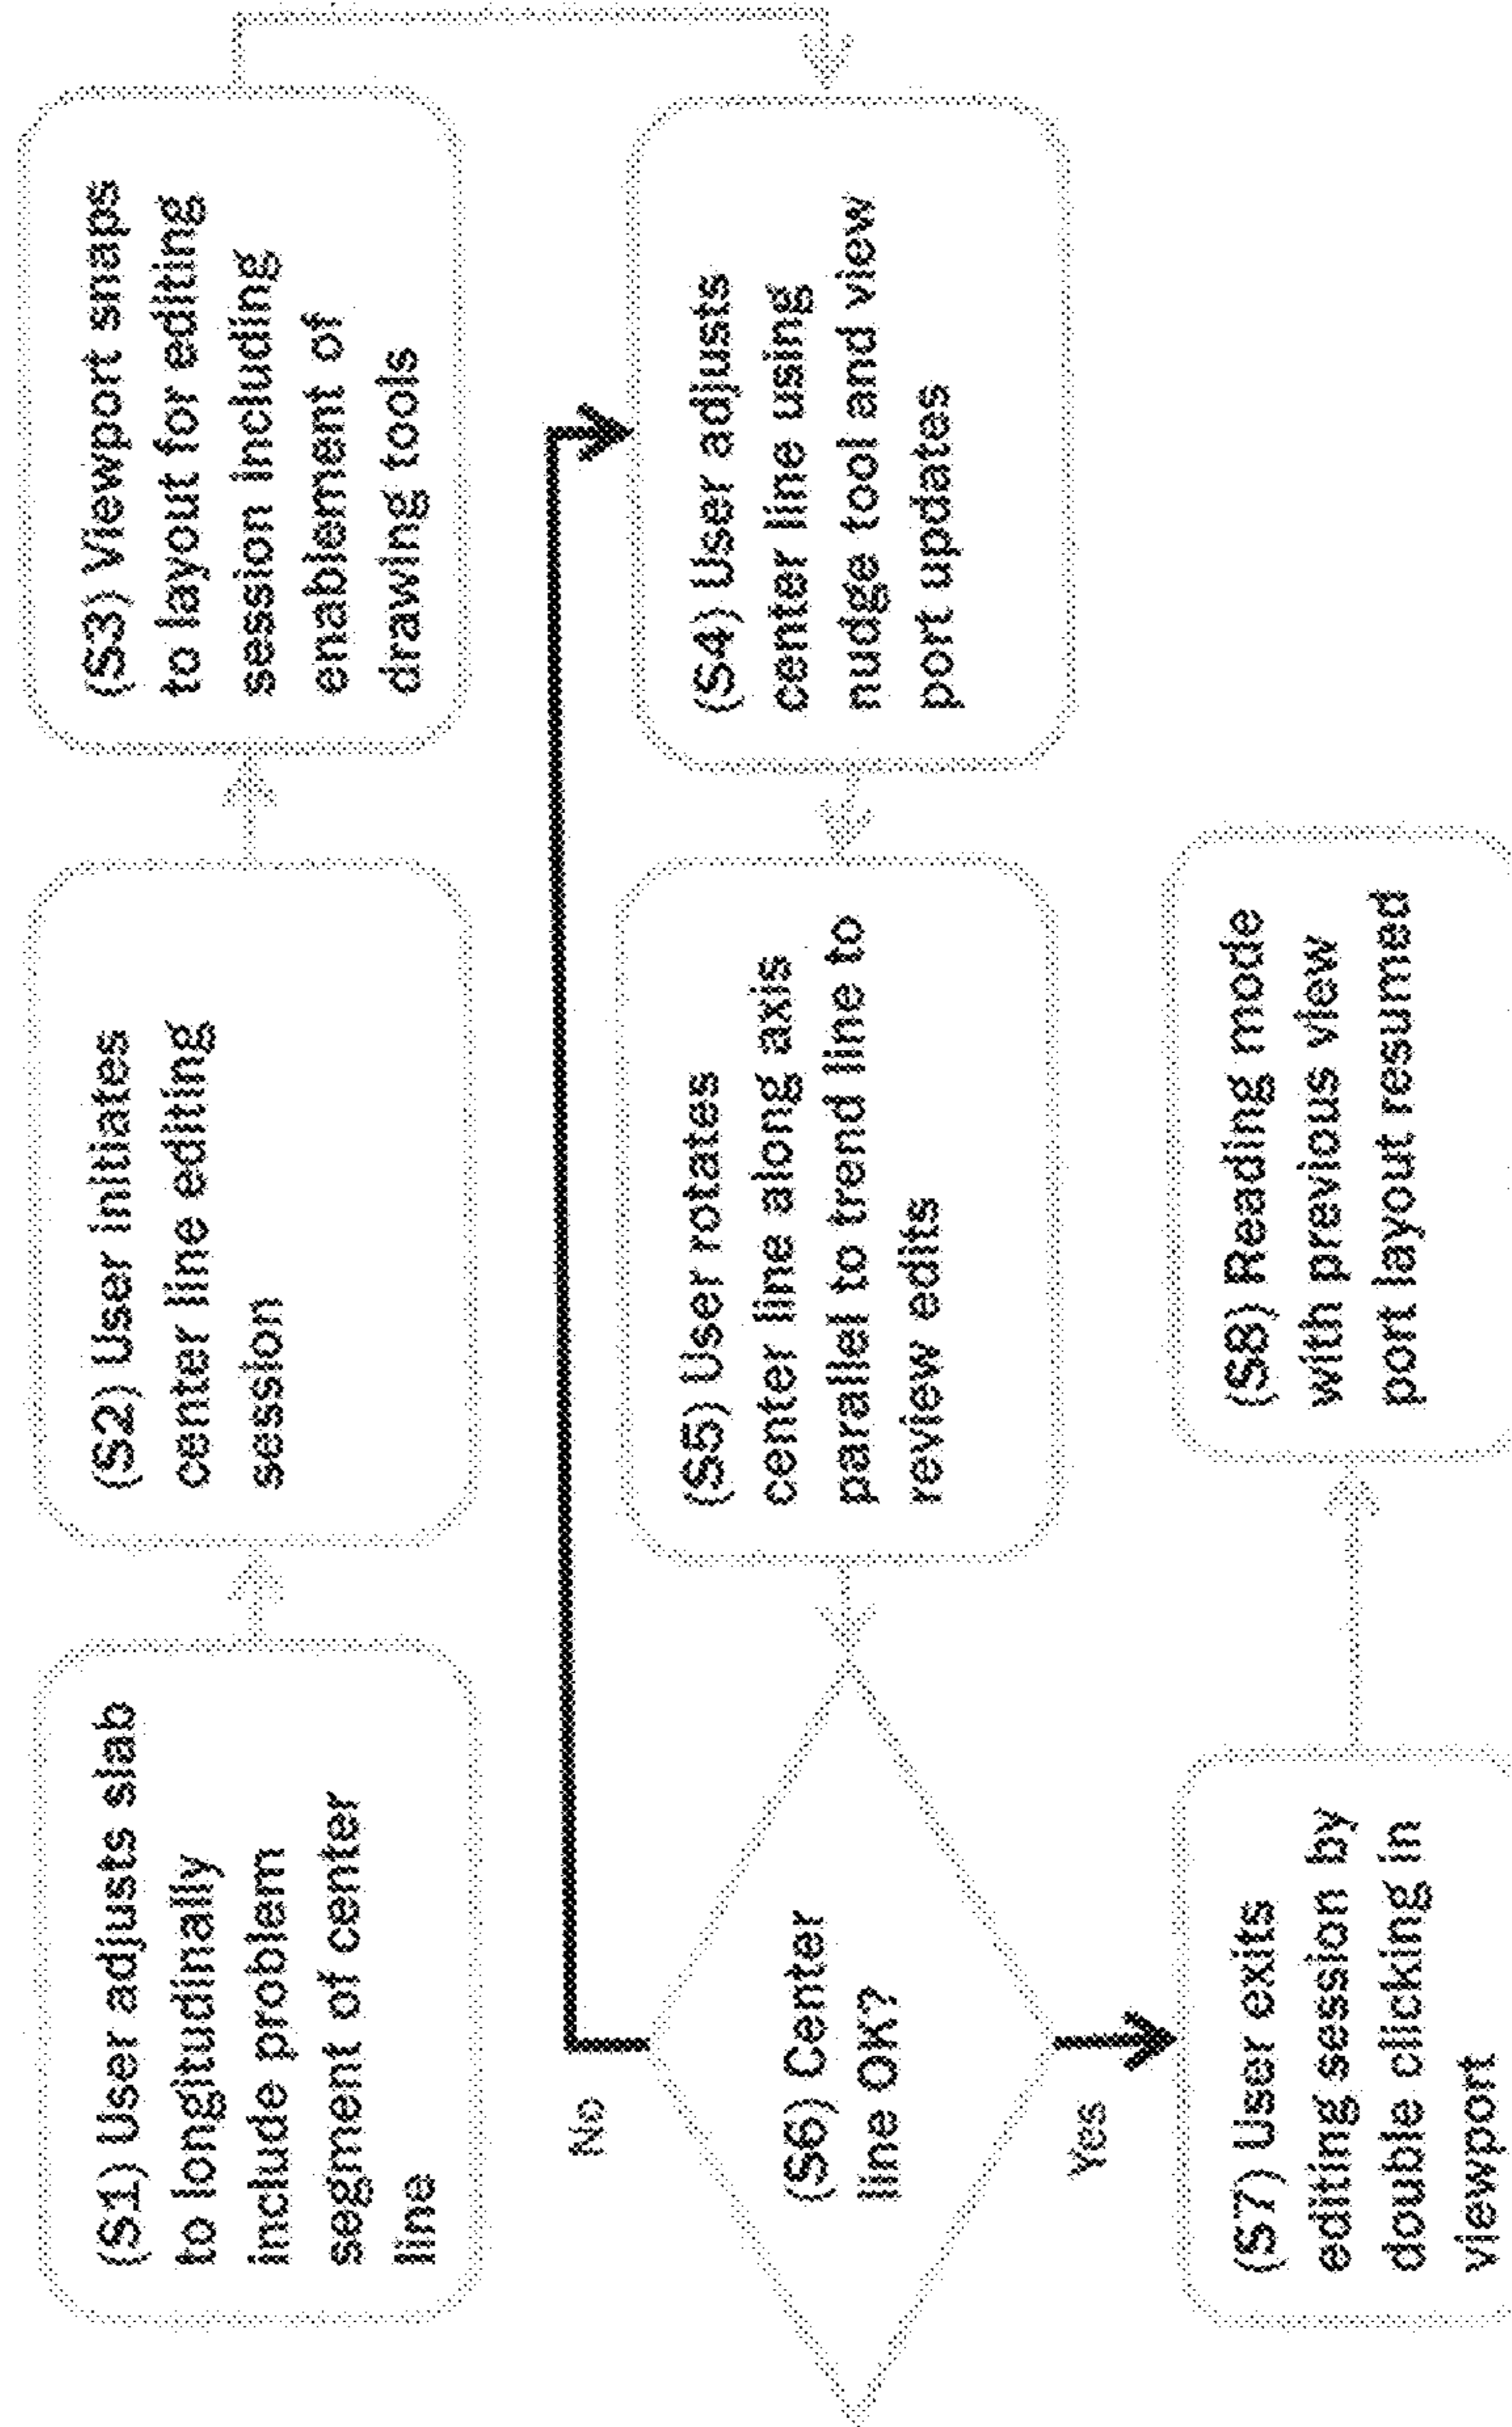 (S1) User adjusts slab
to longitudinally
include problem
segment of center
line
(S2) User initiates
center line editing
session
(S3) Viewport snaps
to layout for editing
session including
enablement of
drawing tools
(S4) User adjusts
center line using
nudge tool and view
port updates
(S5) User rotates
center line along axis
parallel to trend line to
review edits
(S6) Center
line OK?
No
Yes
(S7) User exits
editing session by
double clicking in
viewport
(S8) Reading mode
with previous view
port layout resumed